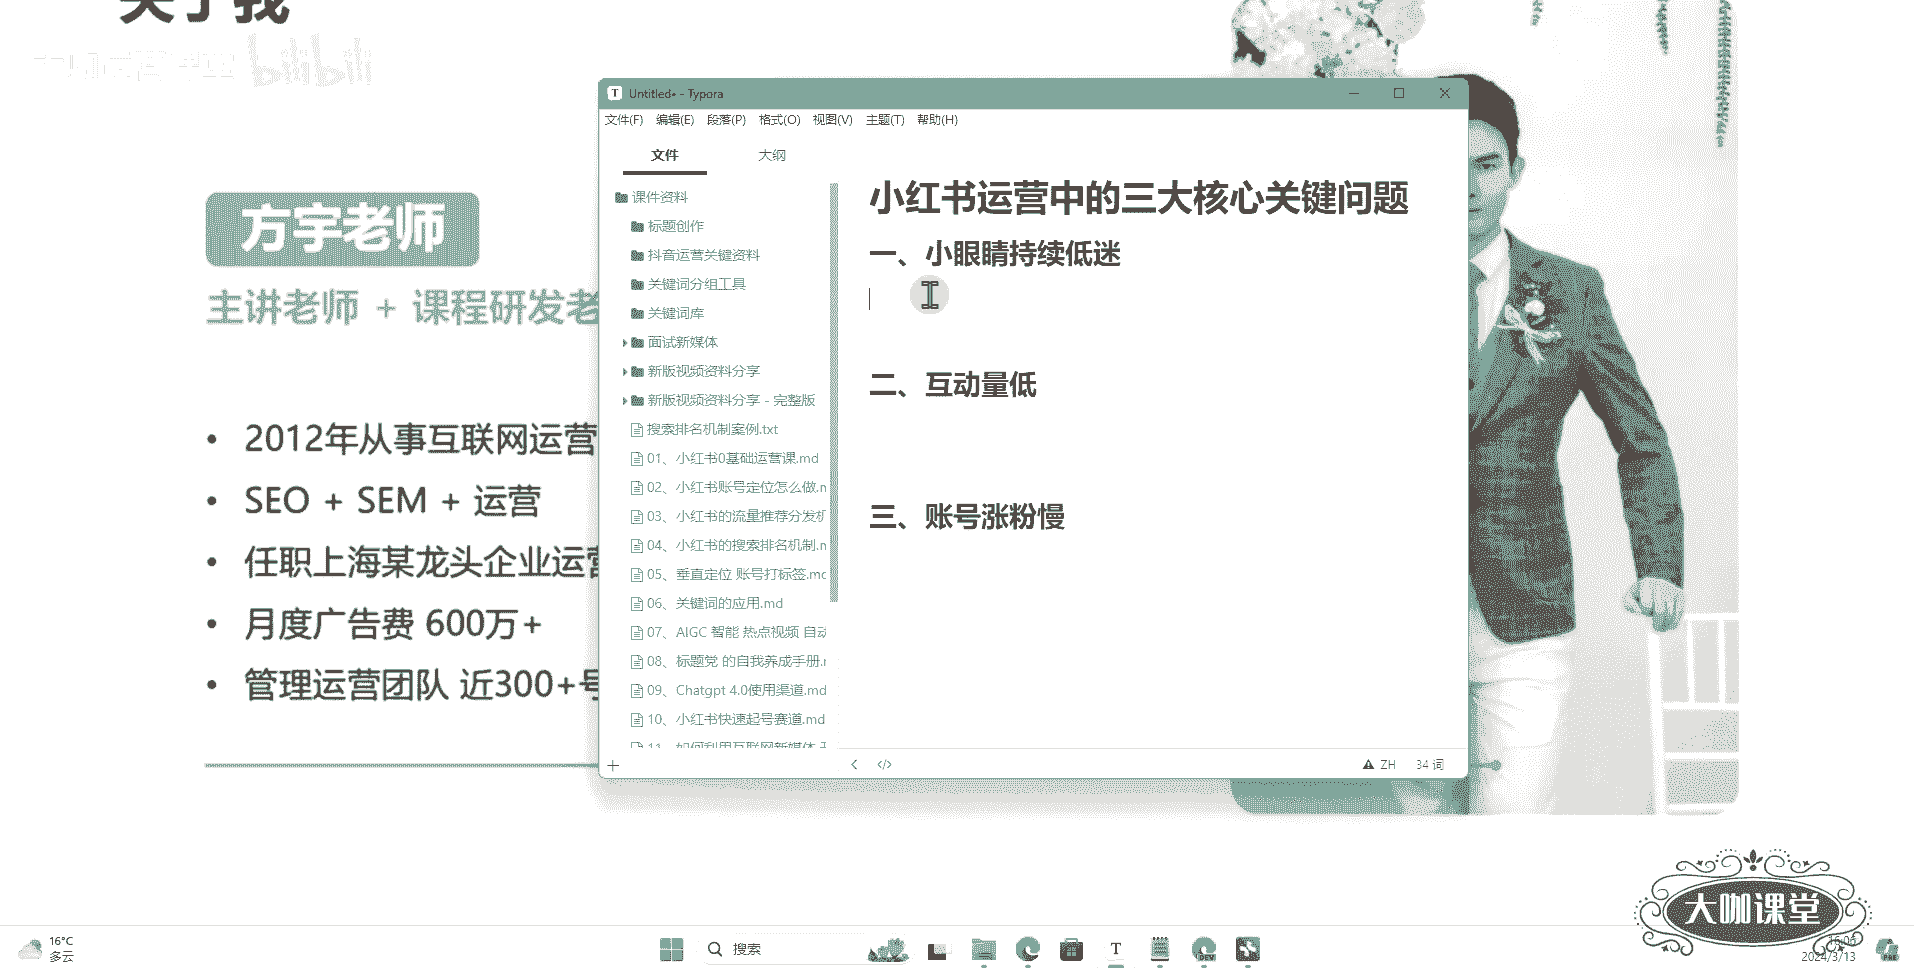 关于我
bilibili
方宇老师
主讲老师 + 课程研发老
• 2012年从事互联网运营
• SEO + SEM + 运营
• 任职上海某龙头企业运营
• 月度广告费 600万+
• 管理运营团队 近300+号
Untitled• - Typora
文件(F) 编辑(E) 段落(P) 格式(O) 视图(V) 主题(T) 帮助(H)
文件 大纲
课件资料
标题创作
抖音运营关键资料
关键词分组工具
关键词库
面试新媒体
新版视频资料分享
新版视频资料分享 - 完整版
搜索排名机制案例.txt
01、小红书0基础运营课.md
02、小红书账号定位怎么做.m
03、小红书的流量推荐分发机
04、小红书的搜索排名机制.m
05、垂直定位 账号打标签.md
06、关键词的应用.md
07、AIGC 智能 热点视频 自动
08、标题党 的自我养成手册.m
09、Chatgpt 4.0使用渠道.md
10、小红书快速起号赛道.md
11、如何利用互联网新媒体
小红书运营中的三大核心关键问题
一、小眼睛持续低迷
二、互动量低
三、账号涨粉慢
ZH 34 词
大咖课堂
16°C
多云
搜索
T
DEV
2024/3/13
PRE